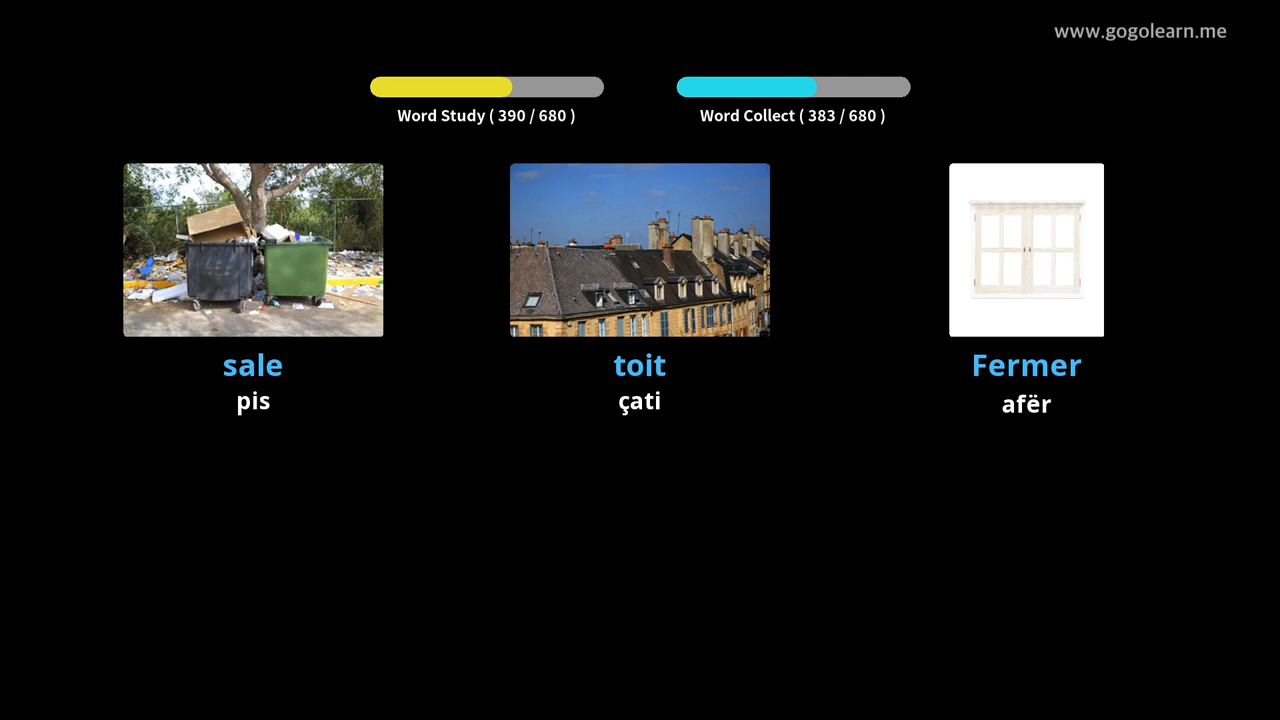 www.gogolearn.me
Word Study ( 390 / 680 )
Word Collect ( 383 / 680 )
sale
pis
toit
çati
Fermer
afër